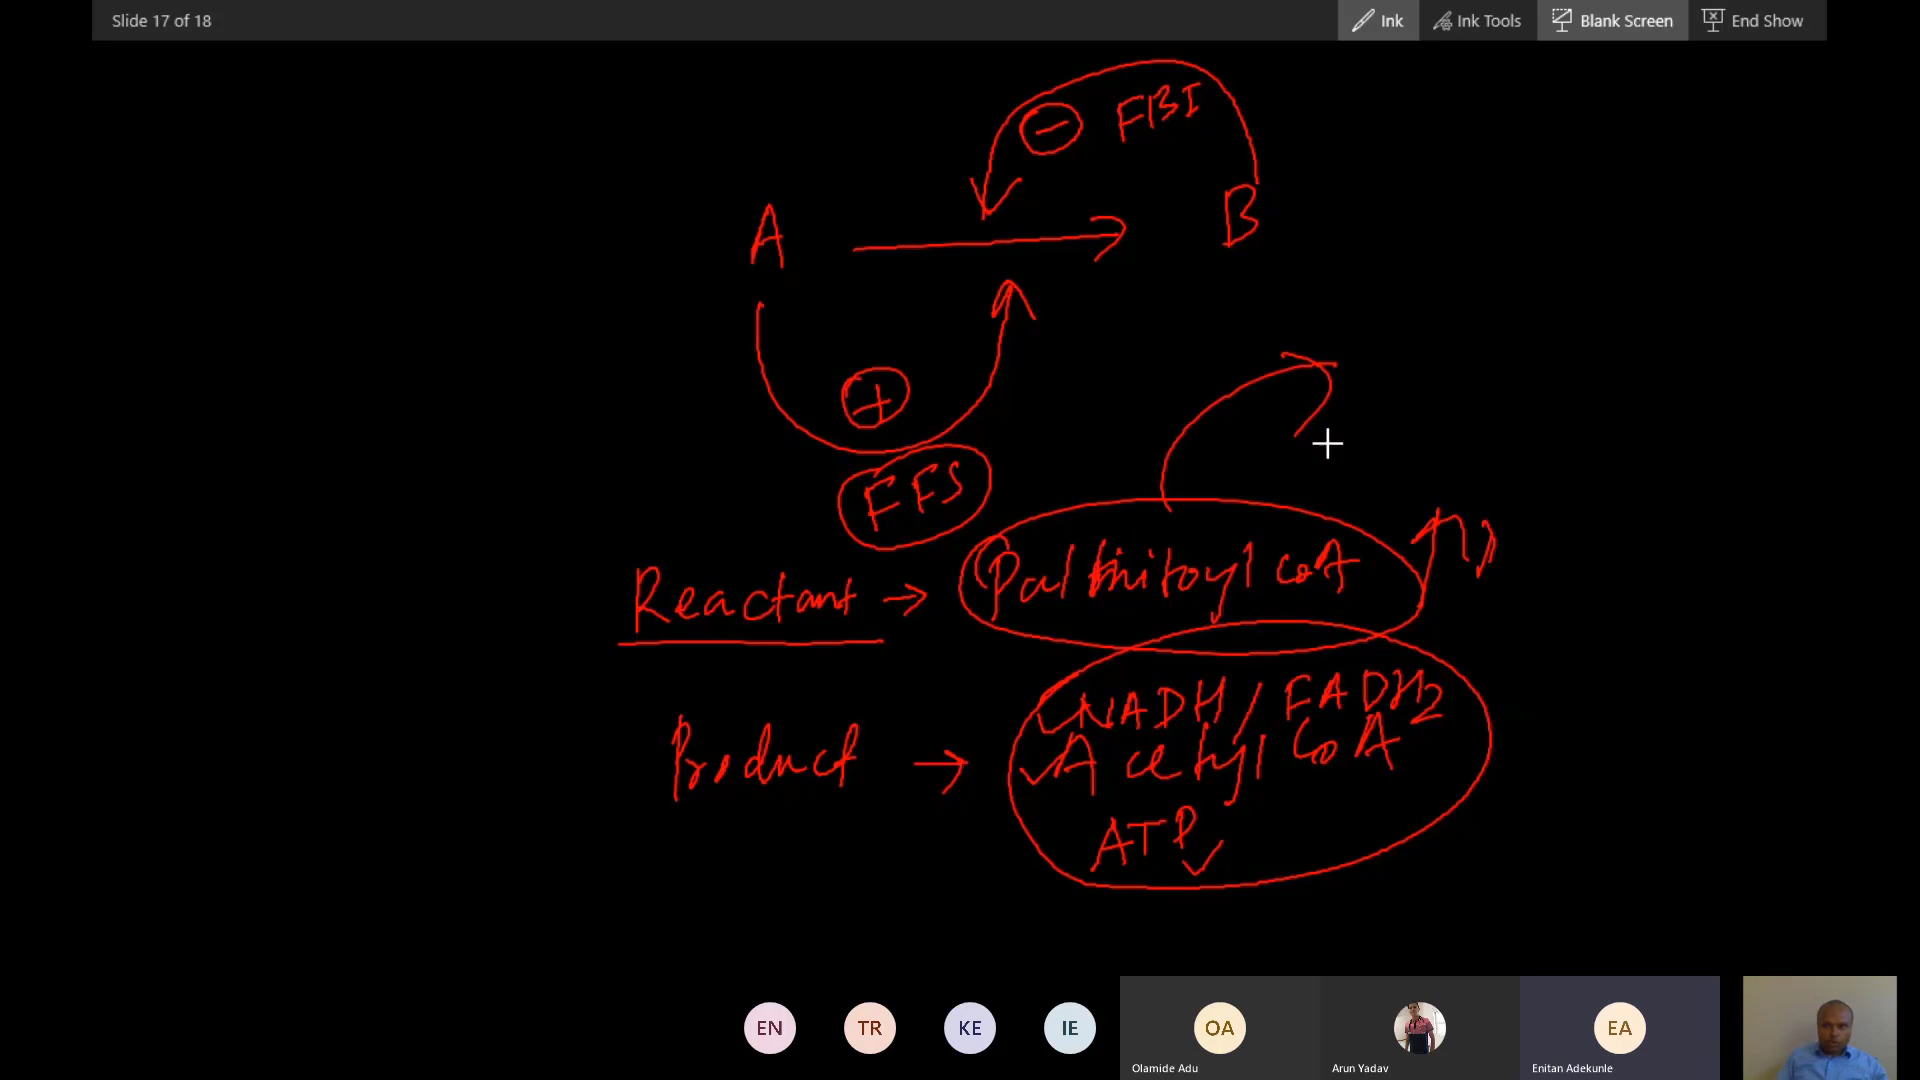 Slide 17 of 18
Ink
Ink Tools
Blank Screen
End Show
− FBI
A → B
+
FFS
Reactant → Palmitoyl CoA
NADH / FADH2
Product → Acetyl CoA
ATP
EN
TR
KE
IE
OA
EA
Olamide Adu
Arun Yadav
Enitan Adekunle